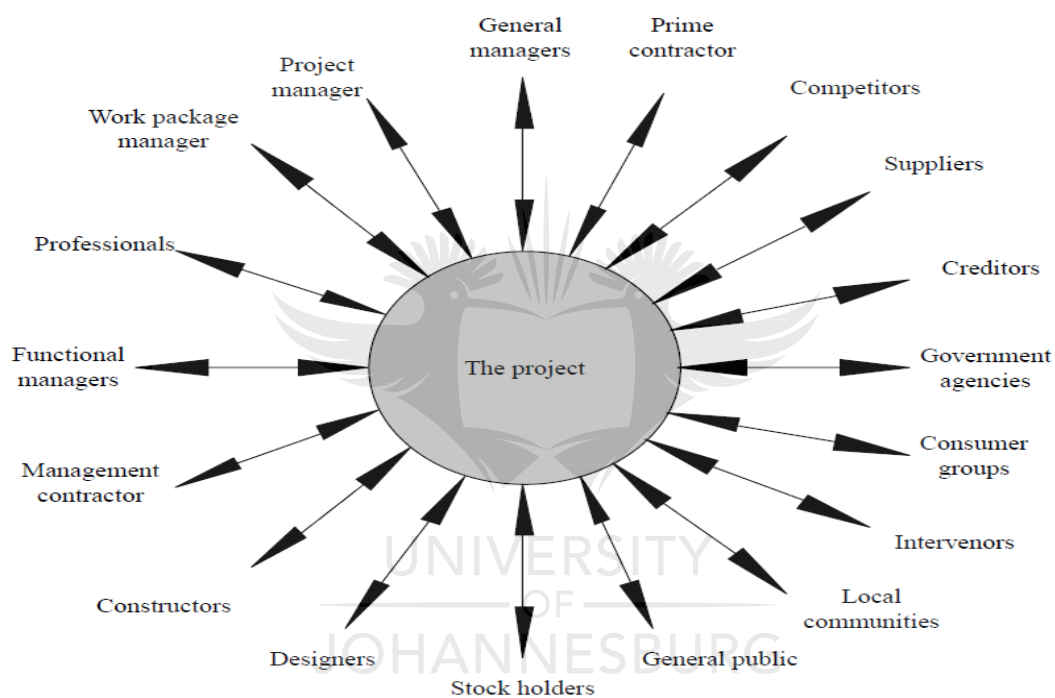 General
managers
Prime
contractor
Project
manager
Competitors
Work package
manager
Suppliers
Professionals
Creditors
Functional
managers
The project
Government
agencies
Management
contractor
Consumer
groups
Intervenors
Constructors
Local
communities
Designers
General public
Stock holders
UNIVERSITY
OF
JOHANNESBURG